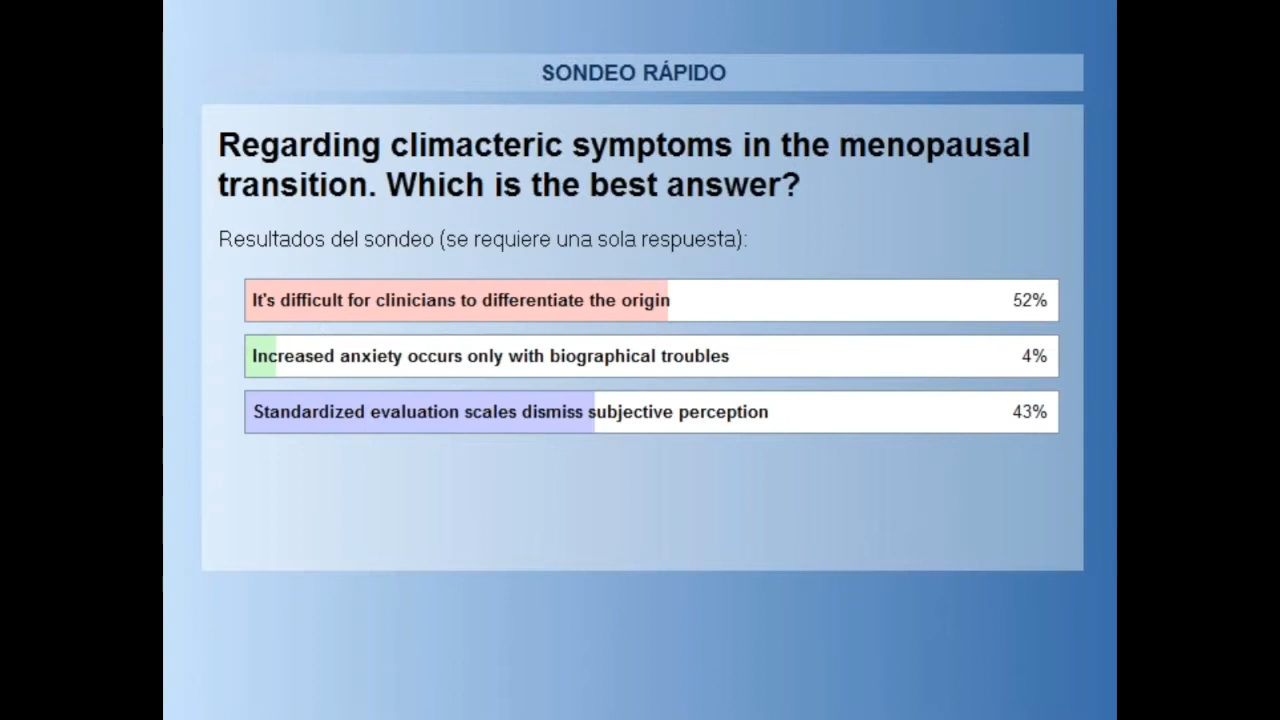 SONDEO RÁPIDO
Regarding climacteric symptoms in the menopausal
transition. Which is the best answer?
Resultados del sondeo (se requiere una sola respuesta):
It's difficult for clinicians to differentiate the origin 52%
Increased anxiety occurs only with biographical troubles 4%
Standardized evaluation scales dismiss subjective perception 43%